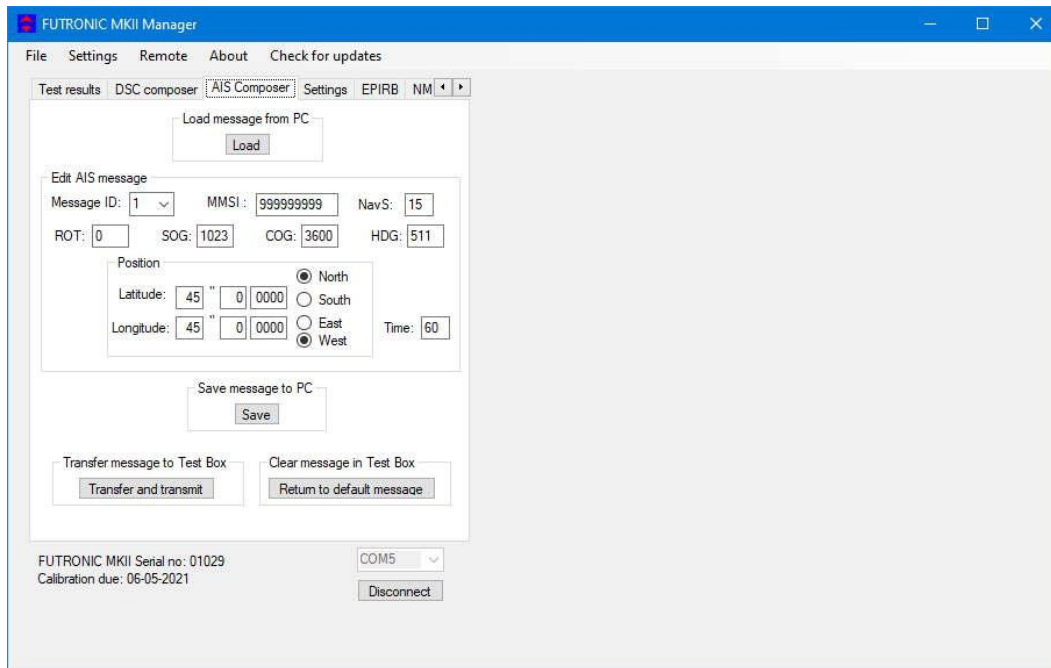 FUTRONIC MKII Manager
File Settings Remote About Check for updates
Test results DSC composer AIS Composer Settings EPIRB NM
Load message from PC
Load
Edit AIS message
Message ID: 1 MMSI : 999999999 NavS: 15
ROT: 0 SOG: 1023 COG: 3600 HDG: 511
Position
North
Latitude: 45 " 0 0000 South
Longitude: 45 " 0 0000 East Time: 60
West
Save message to PC
Save
Transfer message to Test Box Clear message in Test Box
Transfer and transmit Return to default message
FUTRONIC MKII Serial no: 01029 COM5
Calibration due: 06-05-2021
Disconnect